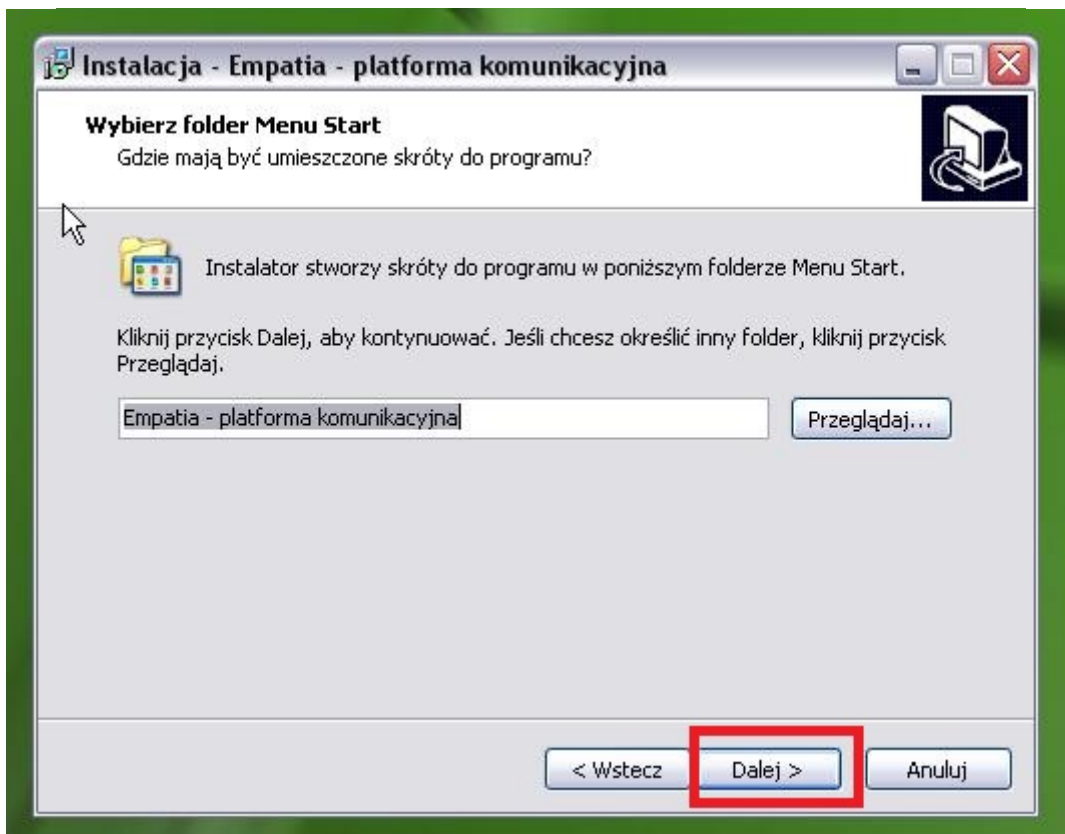 Instalacja - Empatia - platforma komunikacyjna
Wybierz folder Menu Start
Gdzie mają być umieszczone skróty do programu?
Instalator stworzy skróty do programu w poniższym folderze Menu Start.
Kliknij przycisk Dalej, aby kontynuować. Jeśli chcesz określić inny folder, kliknij przycisk
Przeglądaj.
Empatia - platforma komunikacyjna
Przeglądaj...
< Wstecz
Dalej >
Anuluj